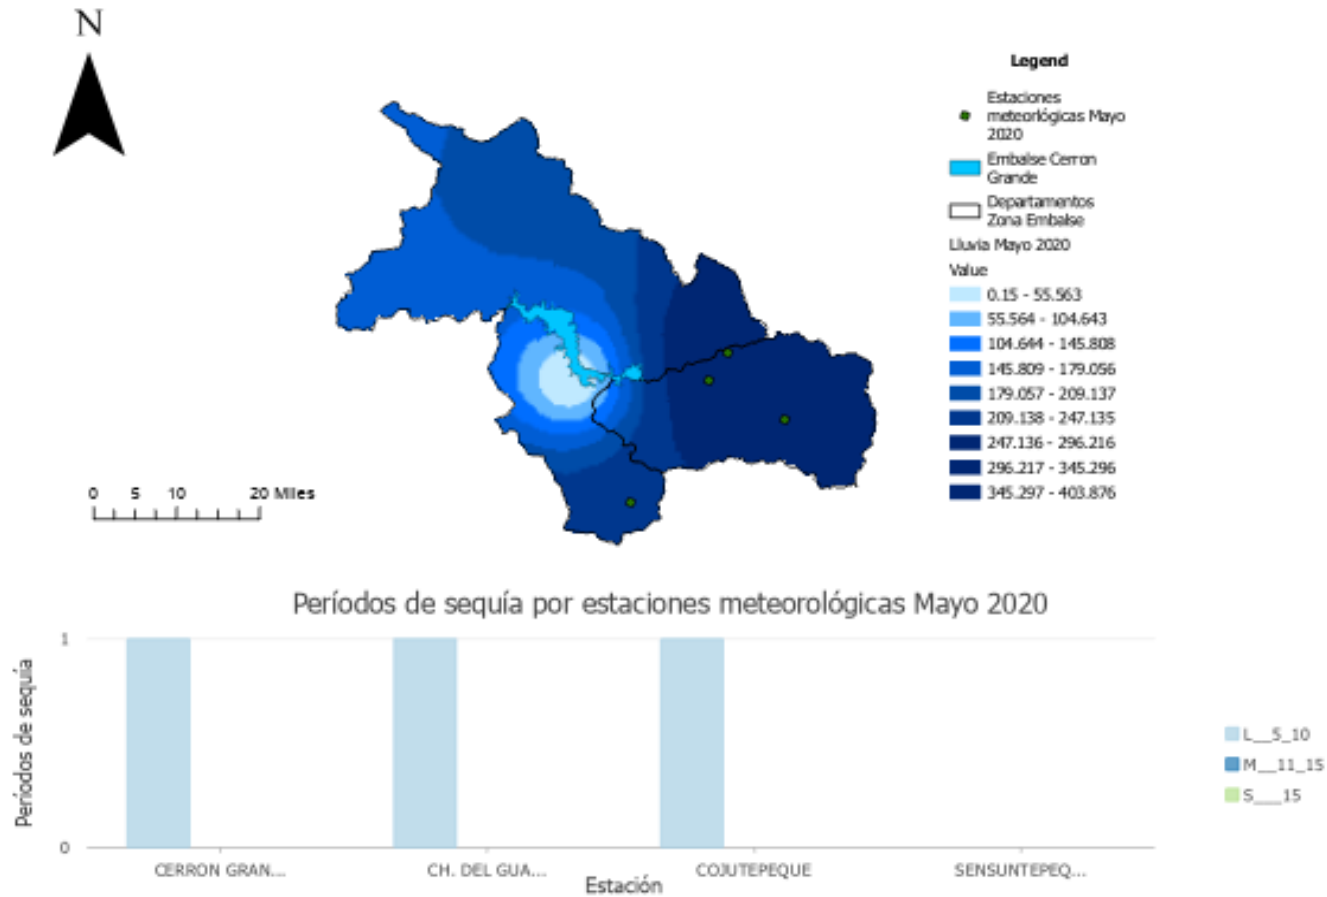 N
Legend
Estaciones
meteorlógicas Mayo
2020
Embalse Cerron
Grande
Departamentos
Zona Embalse
Lluvia Mayo 2020
Value
0.15 - 55.563
55.564 - 104.643
104.644 - 145.808
145.809 - 179.056
179.057 - 209.137
209.138 - 247.135
247.136 - 296.216
296.217 - 345.296
345.297 - 403.876
0 5 10 20 Miles
Períodos de sequía por estaciones meteorológicas Mayo 2020
Períodos de sequía
1
0
CERRON GRAN... CH. DEL GUA... COJUTEPEQUE SENSUNTEPEQ...
Estación
L__5_10
M__11_15
S___15